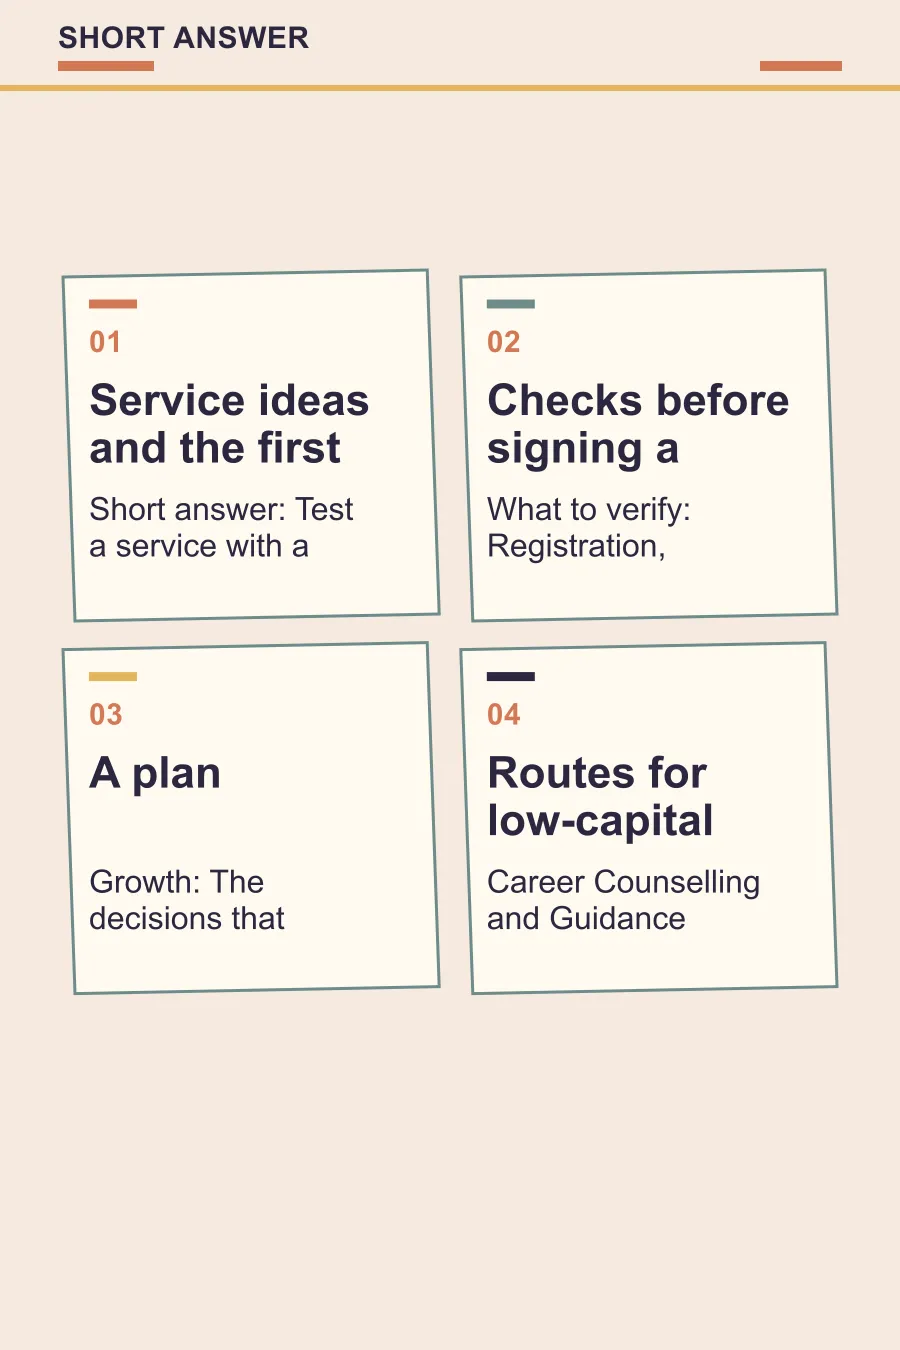 SHORT ANSWER
01
Service ideas
and the first
Short answer: Test
a service with a
02
Checks before
signing a
What to verify:
Registration,
03
A plan
Growth: The
decisions that
04
Routes for
low-capital
Career Counselling
and Guidance